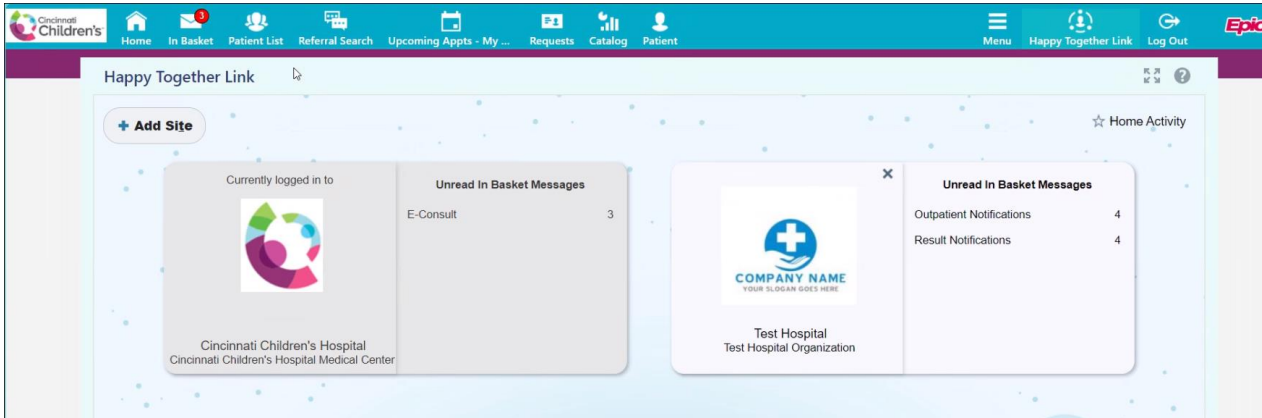 Cincinnati
Children's
Home
3
In Basket
Patient List
Referral Search
Upcoming Appts - My ...
Requests
Catalog
Patient
Menu
Happy Together Link
Log Out
Epic
Happy Together Link
?
+ Add Site
☆ Home Activity
Currently logged in to
Cincinnati Children's Hospital
Cincinnati Children's Hospital Medical Center
Unread In Basket Messages
E-Consult 3
COMPANY NAME
YOUR SLOGAN GOES HERE
Test Hospital
Test Hospital Organization
Unread In Basket Messages
Outpatient Notifications 4
Result Notifications 4